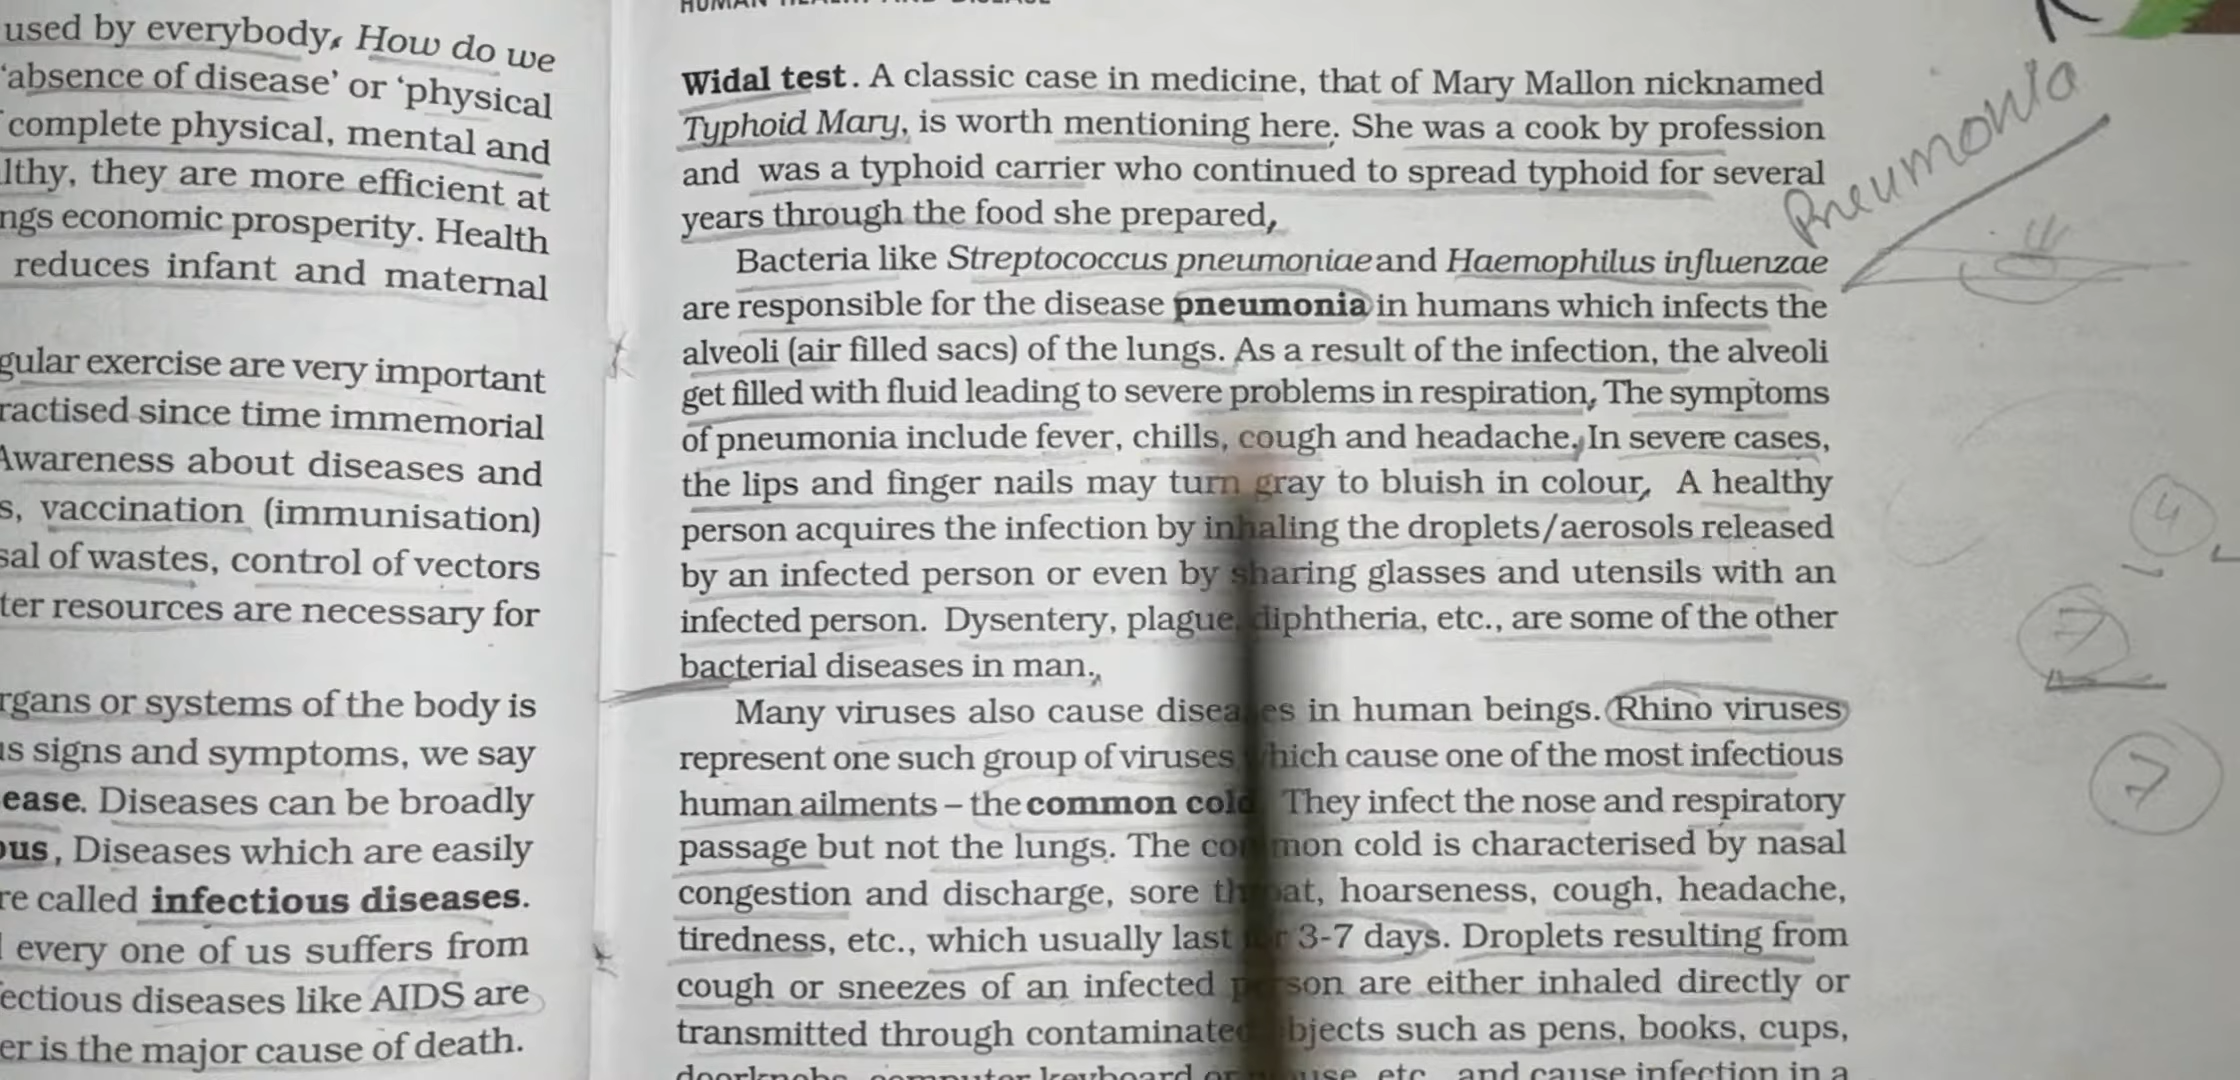 used by everybody. How do we
'absence of disease' or 'physical
complete physical, mental and
lthy, they are more efficient at
ngs economic prosperity. Health
reduces infant and maternal
gular exercise are very important
ractised since time immemorial
Awareness about diseases and
s, vaccination (immunisation)
sal of wastes, control of vectors
ter resources are necessary for
rgans or systems of the body is
us signs and symptoms, we say
ease. Diseases can be broadly
ous. Diseases which are easily
re called infectious diseases.
every one of us suffers from
fectious diseases like AIDS are
er is the major cause of death.
HUMAN HEALTH AND DISEASE
Widal test. A classic case in medicine, that of Mary Mallon nicknamed
Typhoid Mary, is worth mentioning here. She was a cook by profession
and was a typhoid carrier who continued to spread typhoid for several
years through the food she prepared.
Bacteria like Streptococcus pneumoniae and Haemophilus influenzae
are responsible for the disease pneumonia in humans which infects the
alveoli (air filled sacs) of the lungs. As a result of the infection, the alveoli
get filled with fluid leading to severe problems in respiration. The symptoms
of pneumonia include fever, chills, cough and headache. In severe cases,
the lips and finger nails may turn gray to bluish in colour. A healthy
person acquires the infection by inhaling the droplets/aerosols released
by an infected person or even by sharing glasses and utensils with an
infected person. Dysentery, plague, diphtheria, etc., are some of the other
bacterial diseases in man.
Many viruses also cause diseases in human beings. Rhino viruses
represent one such group of viruses which cause one of the most infectious
human ailments – the common cold. They infect the nose and respiratory
passage but not the lungs. The common cold is characterised by nasal
congestion and discharge, sore throat, hoarseness, cough, headache,
tiredness, etc., which usually last for 3-7 days. Droplets resulting from
cough or sneezes of an infected person are either inhaled directly or
transmitted through contaminated objects such as pens, books, cups,
doorknobs, computer keyboard or mouse, etc., and cause infection in a
Pneumonia
4
7
7